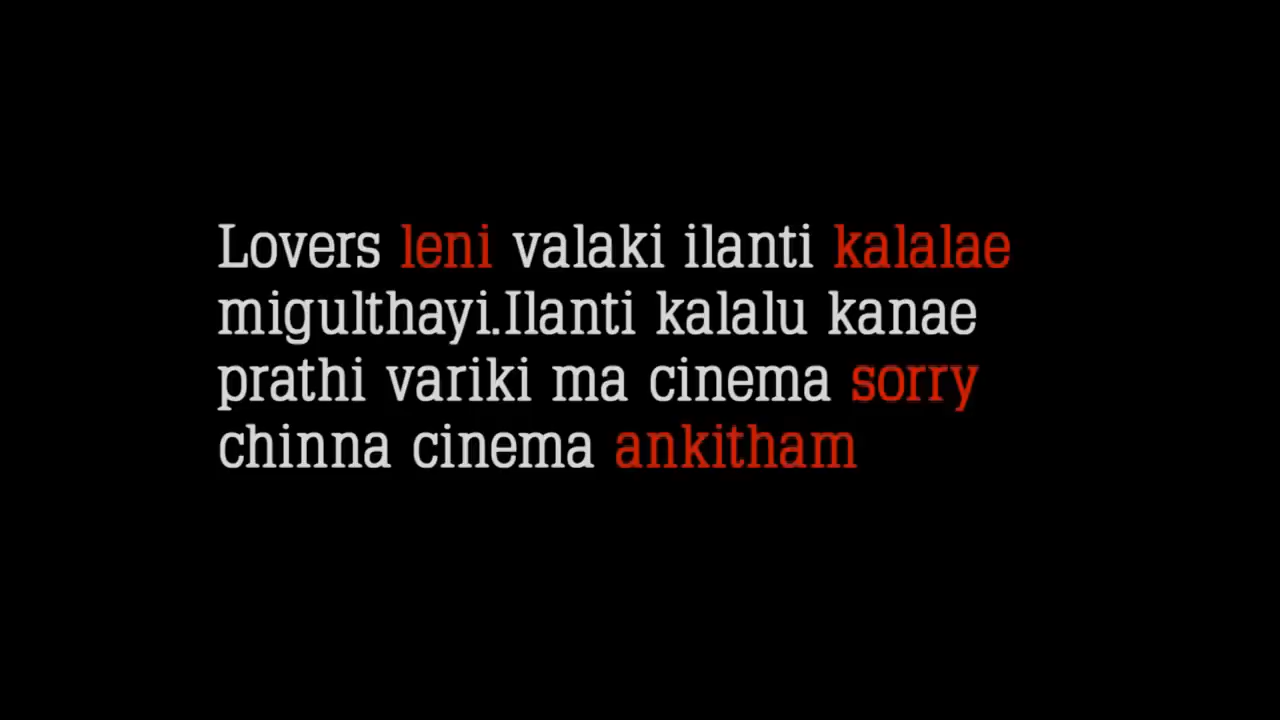 Lovers leni valaki ilanti kalalae
migulthayi.Ilanti kalalu kanae
prathi variki ma cinema sorry
chinna cinema ankitham